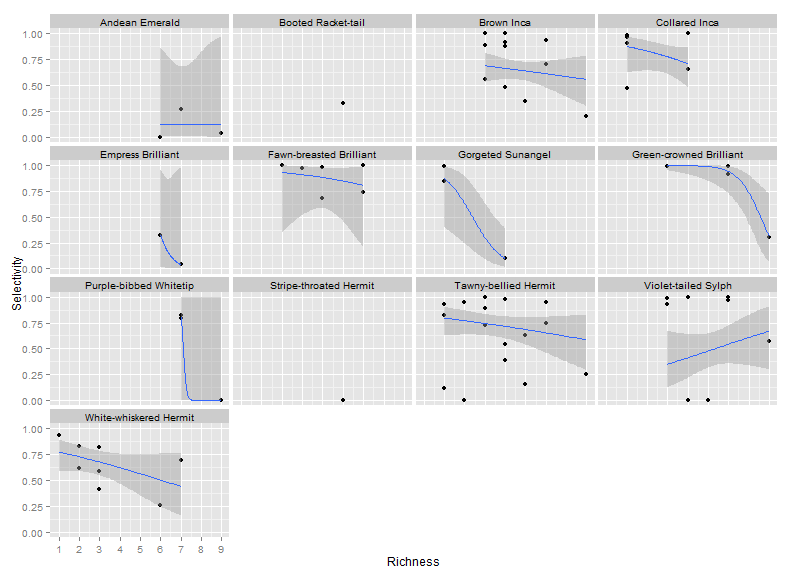 Andean Emerald Booted Racket-tail Brown Inca Collared Inca
1.00
0.75
0.50
0.25
0.00
Empress Brilliant Fawn-breasted Brilliant Gorgeted Sunangel Green-crowned Brilliant
1.00
0.75
0.50
0.25
0.00
Selectivity
Purple-bibbed Whitetip Stripe-throated Hermit Tawny-bellied Hermit Violet-tailed Sylph
1.00
0.75
0.50
0.25
0.00
White-whiskered Hermit
1.00
0.75
0.50
0.25
0.00
1 2 3 4 5 6 7 8 9
Richness